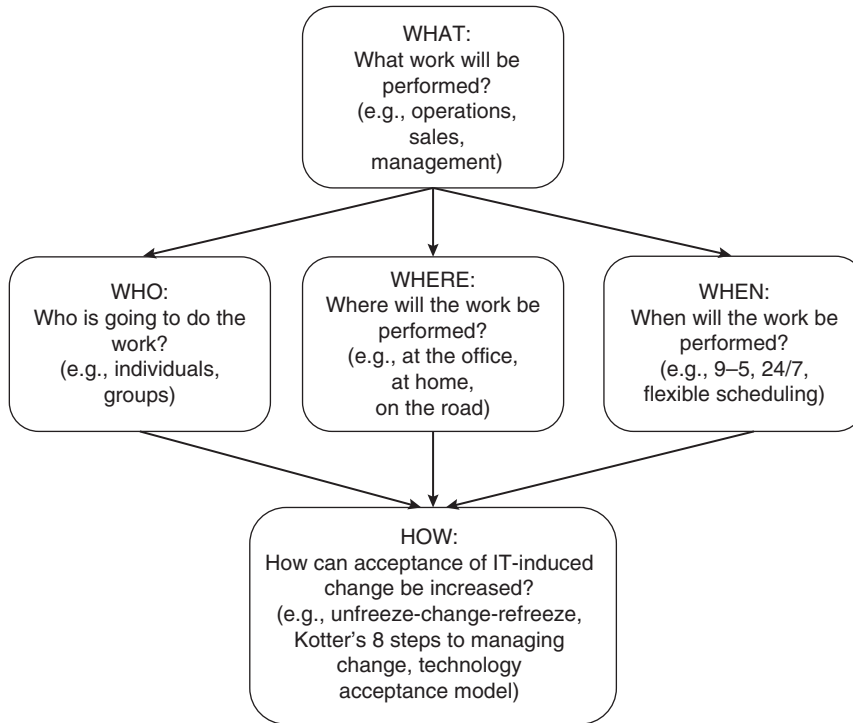 WHAT:
What work will be
performed?
(e.g., operations,
sales,
management)
WHO:
Who is going to do the
work?
(e.g., individuals,
groups)
WHERE:
Where will the work be
performed?
(e.g., at the office,
at home,
on the road)
WHEN:
When will the work be
performed?
(e.g., 9–5, 24/7,
flexible scheduling)
HOW:
How can acceptance of IT-induced
change be increased?
(e.g., unfreeze-change-refreeze,
Kotter’s 8 steps to managing
change, technology
acceptance model)